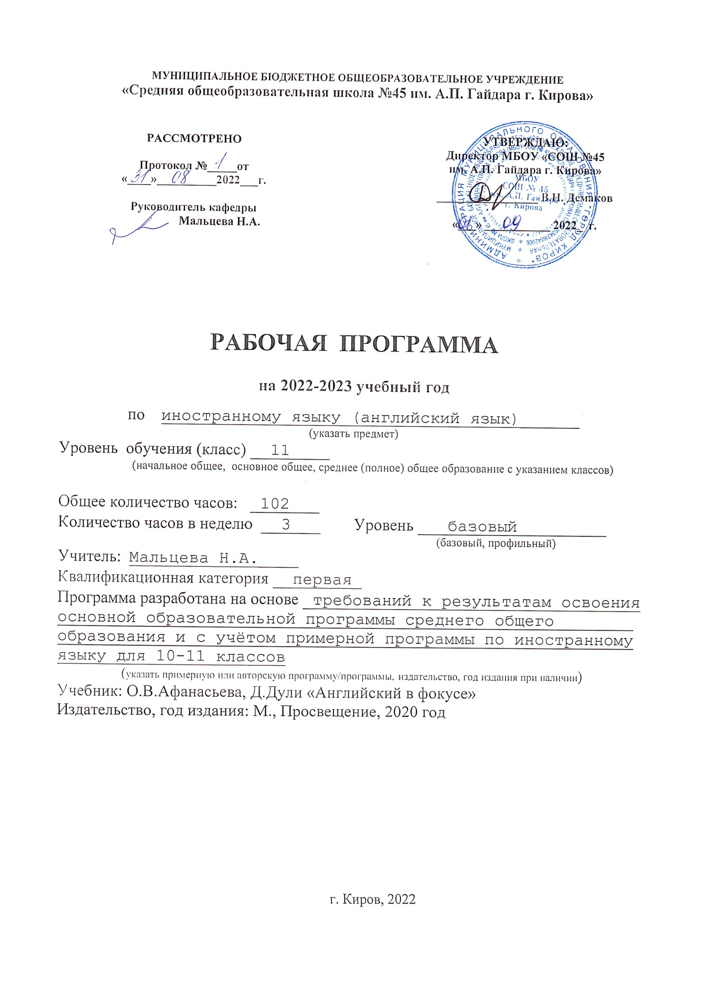 МУНИЦИПАЛЬНОЕ БЮДЖЕТНОЕ ОБЩЕОБРАЗОВАТЕЛЬНОЕ УЧРЕЖДЕНИЕ
«Средняя общеобразовательная школа №45 им. А.П. Гайдара г. Кирова»
РАССМОТРЕНО
Протокол № 1 от
«31» 08 2022 г.
Руководитель кафедры
Мальцева Н.А.
УТВЕРЖДАЮ:
Директор МБОУ «СОШ №45
им. А.П. Гайдара г. Кирова»
В.Н. Демаков
«01» 09 2022 г.
АДМИНИСТРАЦИЯ МУНИЦИПАЛЬНОГО ОБРАЗОВАНИЯ "ГОРОД КИРОВ"
МБОУ
СОШ № 45
им. А.П. Гайдара
г. Кирова
РАБОЧАЯ ПРОГРАММА
на 2022-2023 учебный год
по иностранному языку (английский язык)
(указать предмет)
Уровень обучения (класс) 11
(начальное общее, основное общее, среднее (полное) общее образование с указанием классов)
Общее количество часов: 102
Количество часов в неделю 3 Уровень базовый
(базовый, профильный)
Учитель: Мальцева Н.А.
Квалификационная категория первая
Программа разработана на основе требований к результатам освоения
основной образовательной программы среднего общего
образования и с учётом примерной программы по иностранному
языку для 10-11 классов
(указать примерную или авторскую программу/программы, издательство, год издания при наличии)
Учебник: О.В.Афанасьева, Д.Дули «Английский в фокусе»
Издательство, год издания: М., Просвещение, 2020 год
г. Киров, 2022